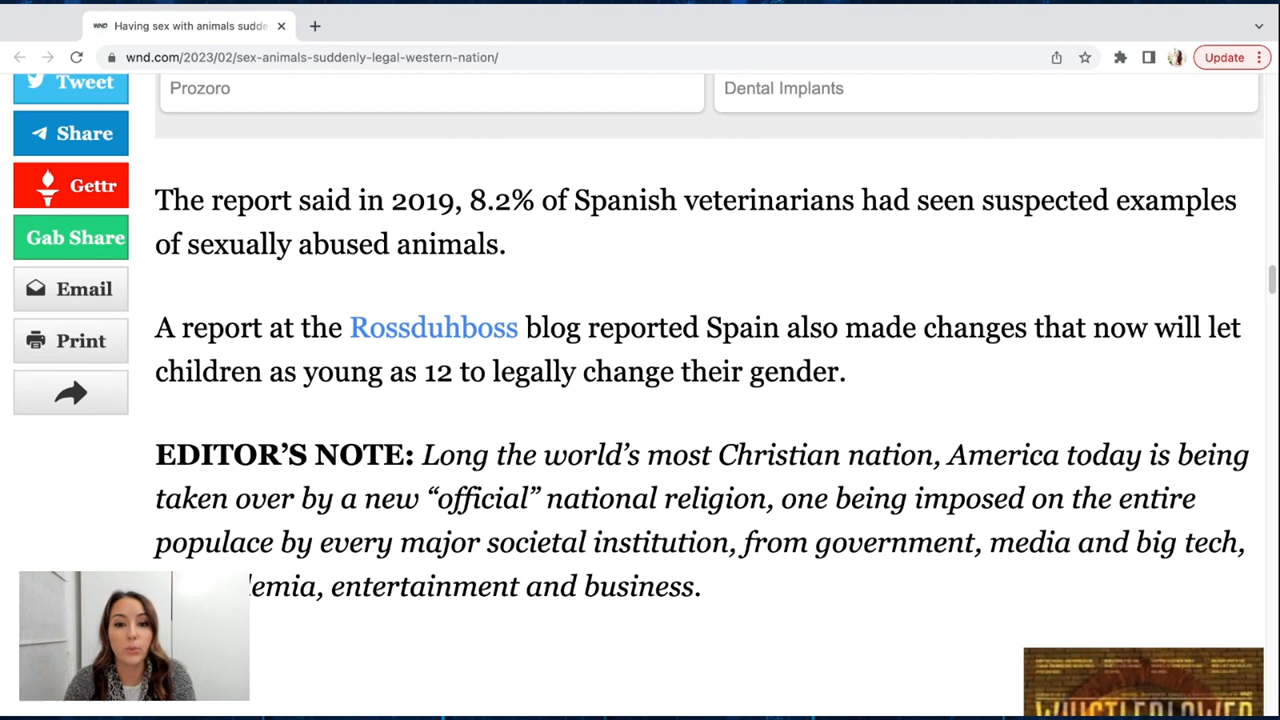 WND Having sex with animals sudde
wnd.com/2023/02/sex-animals-suddenly-legal-western-nation/
Update
Tweet
Prozoro
Dental Implants
Share
Gettr
Gab Share
Email
Print
The report said in 2019, 8.2% of Spanish veterinarians had seen suspected examples
of sexually abused animals.
A report at the Rossduhboss blog reported Spain also made changes that now will let
children as young as 12 to legally change their gender.
EDITOR'S NOTE: Long the world's most Christian nation, America today is being
taken over by a new “official” national religion, one being imposed on the entire
populace by every major societal institution, from government, media and big tech,
lemia, entertainment and business.
WHISTLEBLOWER